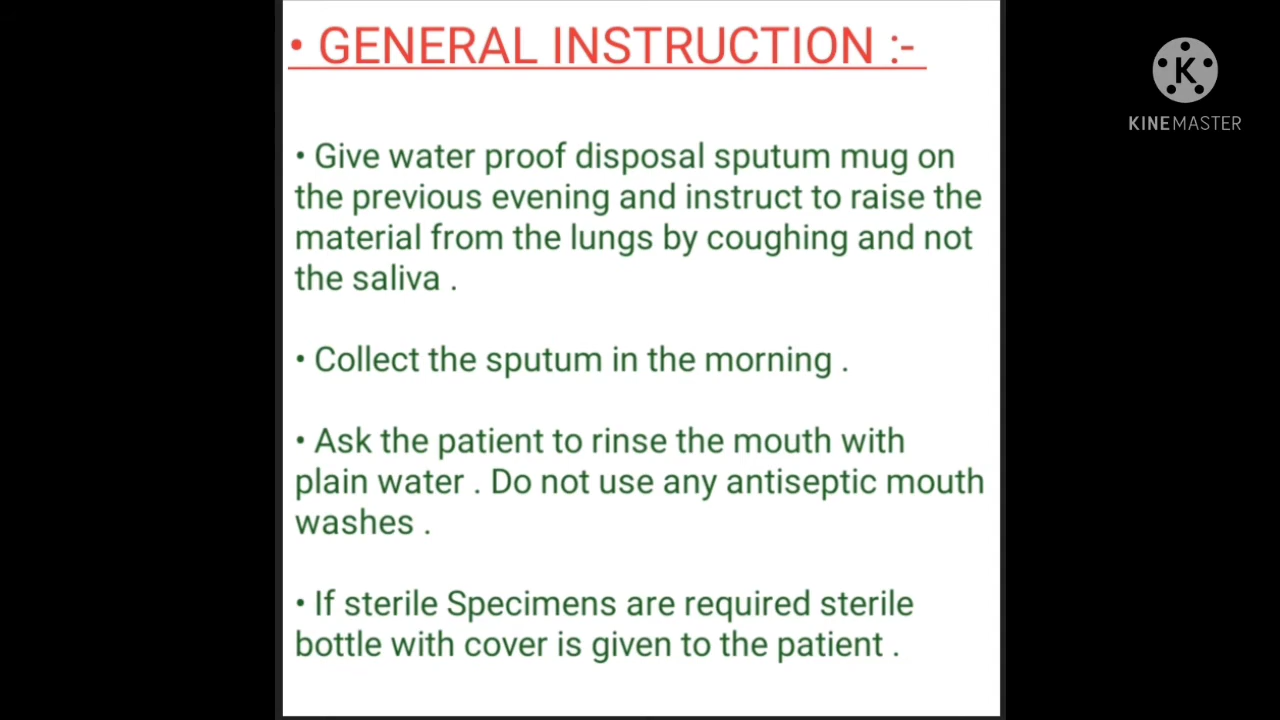 • GENERAL INSTRUCTION :-
• Give water proof disposal sputum mug on
the previous evening and instruct to raise the
material from the lungs by coughing and not
the saliva .
• Collect the sputum in the morning .
• Ask the patient to rinse the mouth with
plain water . Do not use any antiseptic mouth
washes .
• If sterile Specimens are required sterile
bottle with cover is given to the patient .
K
KINEMASTER